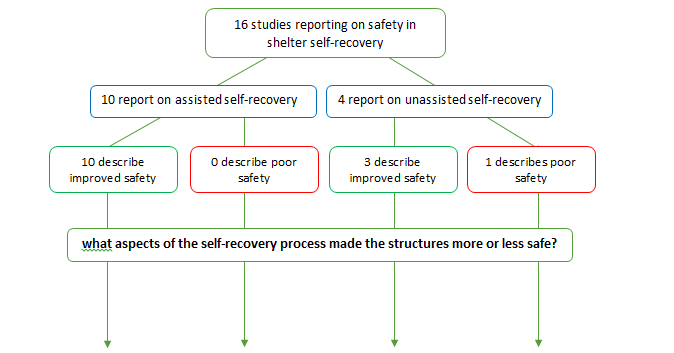 16 studies reporting on safety in
shelter self-recovery
10 report on assisted self-recovery
4 report on unassisted self-recovery
10 describe
improved safety
0 describe poor
safety
3 describe
improved safety
1 describes poor
safety
what aspects of the self-recovery process made the structures more or less safe?